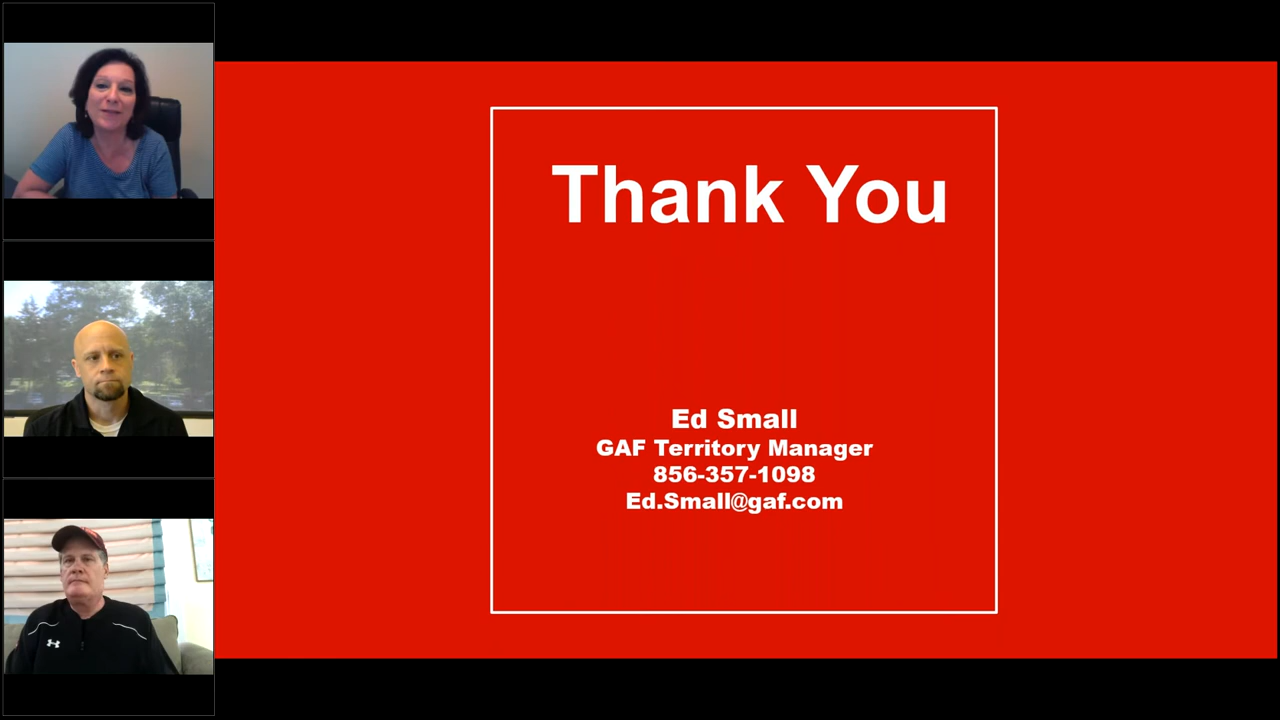 Thank You
Ed Small
GAF Territory Manager
856-357-1098
Ed.Small@gaf.com